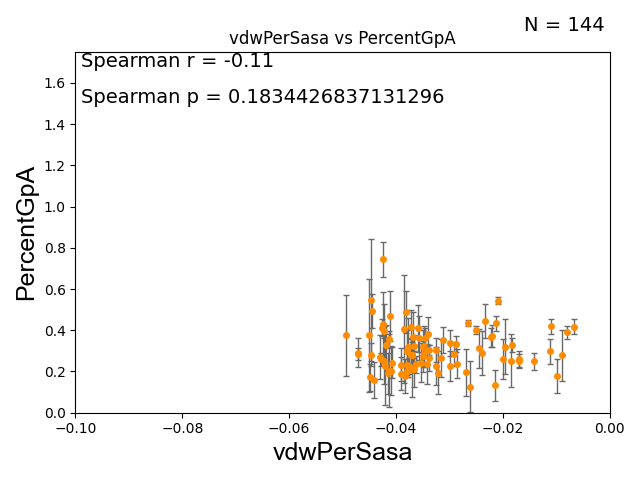 N = 144
vdwPerSasa vs PercentGpA
Spearman r = -0.11
Spearman p = 0.1834426837131296
PercentGpA
1.6
1.4
1.2
1.0
0.8
0.6
0.4
0.2
0.0
−0.10 −0.08 −0.06 −0.04 −0.02 0.00
vdwPerSasa